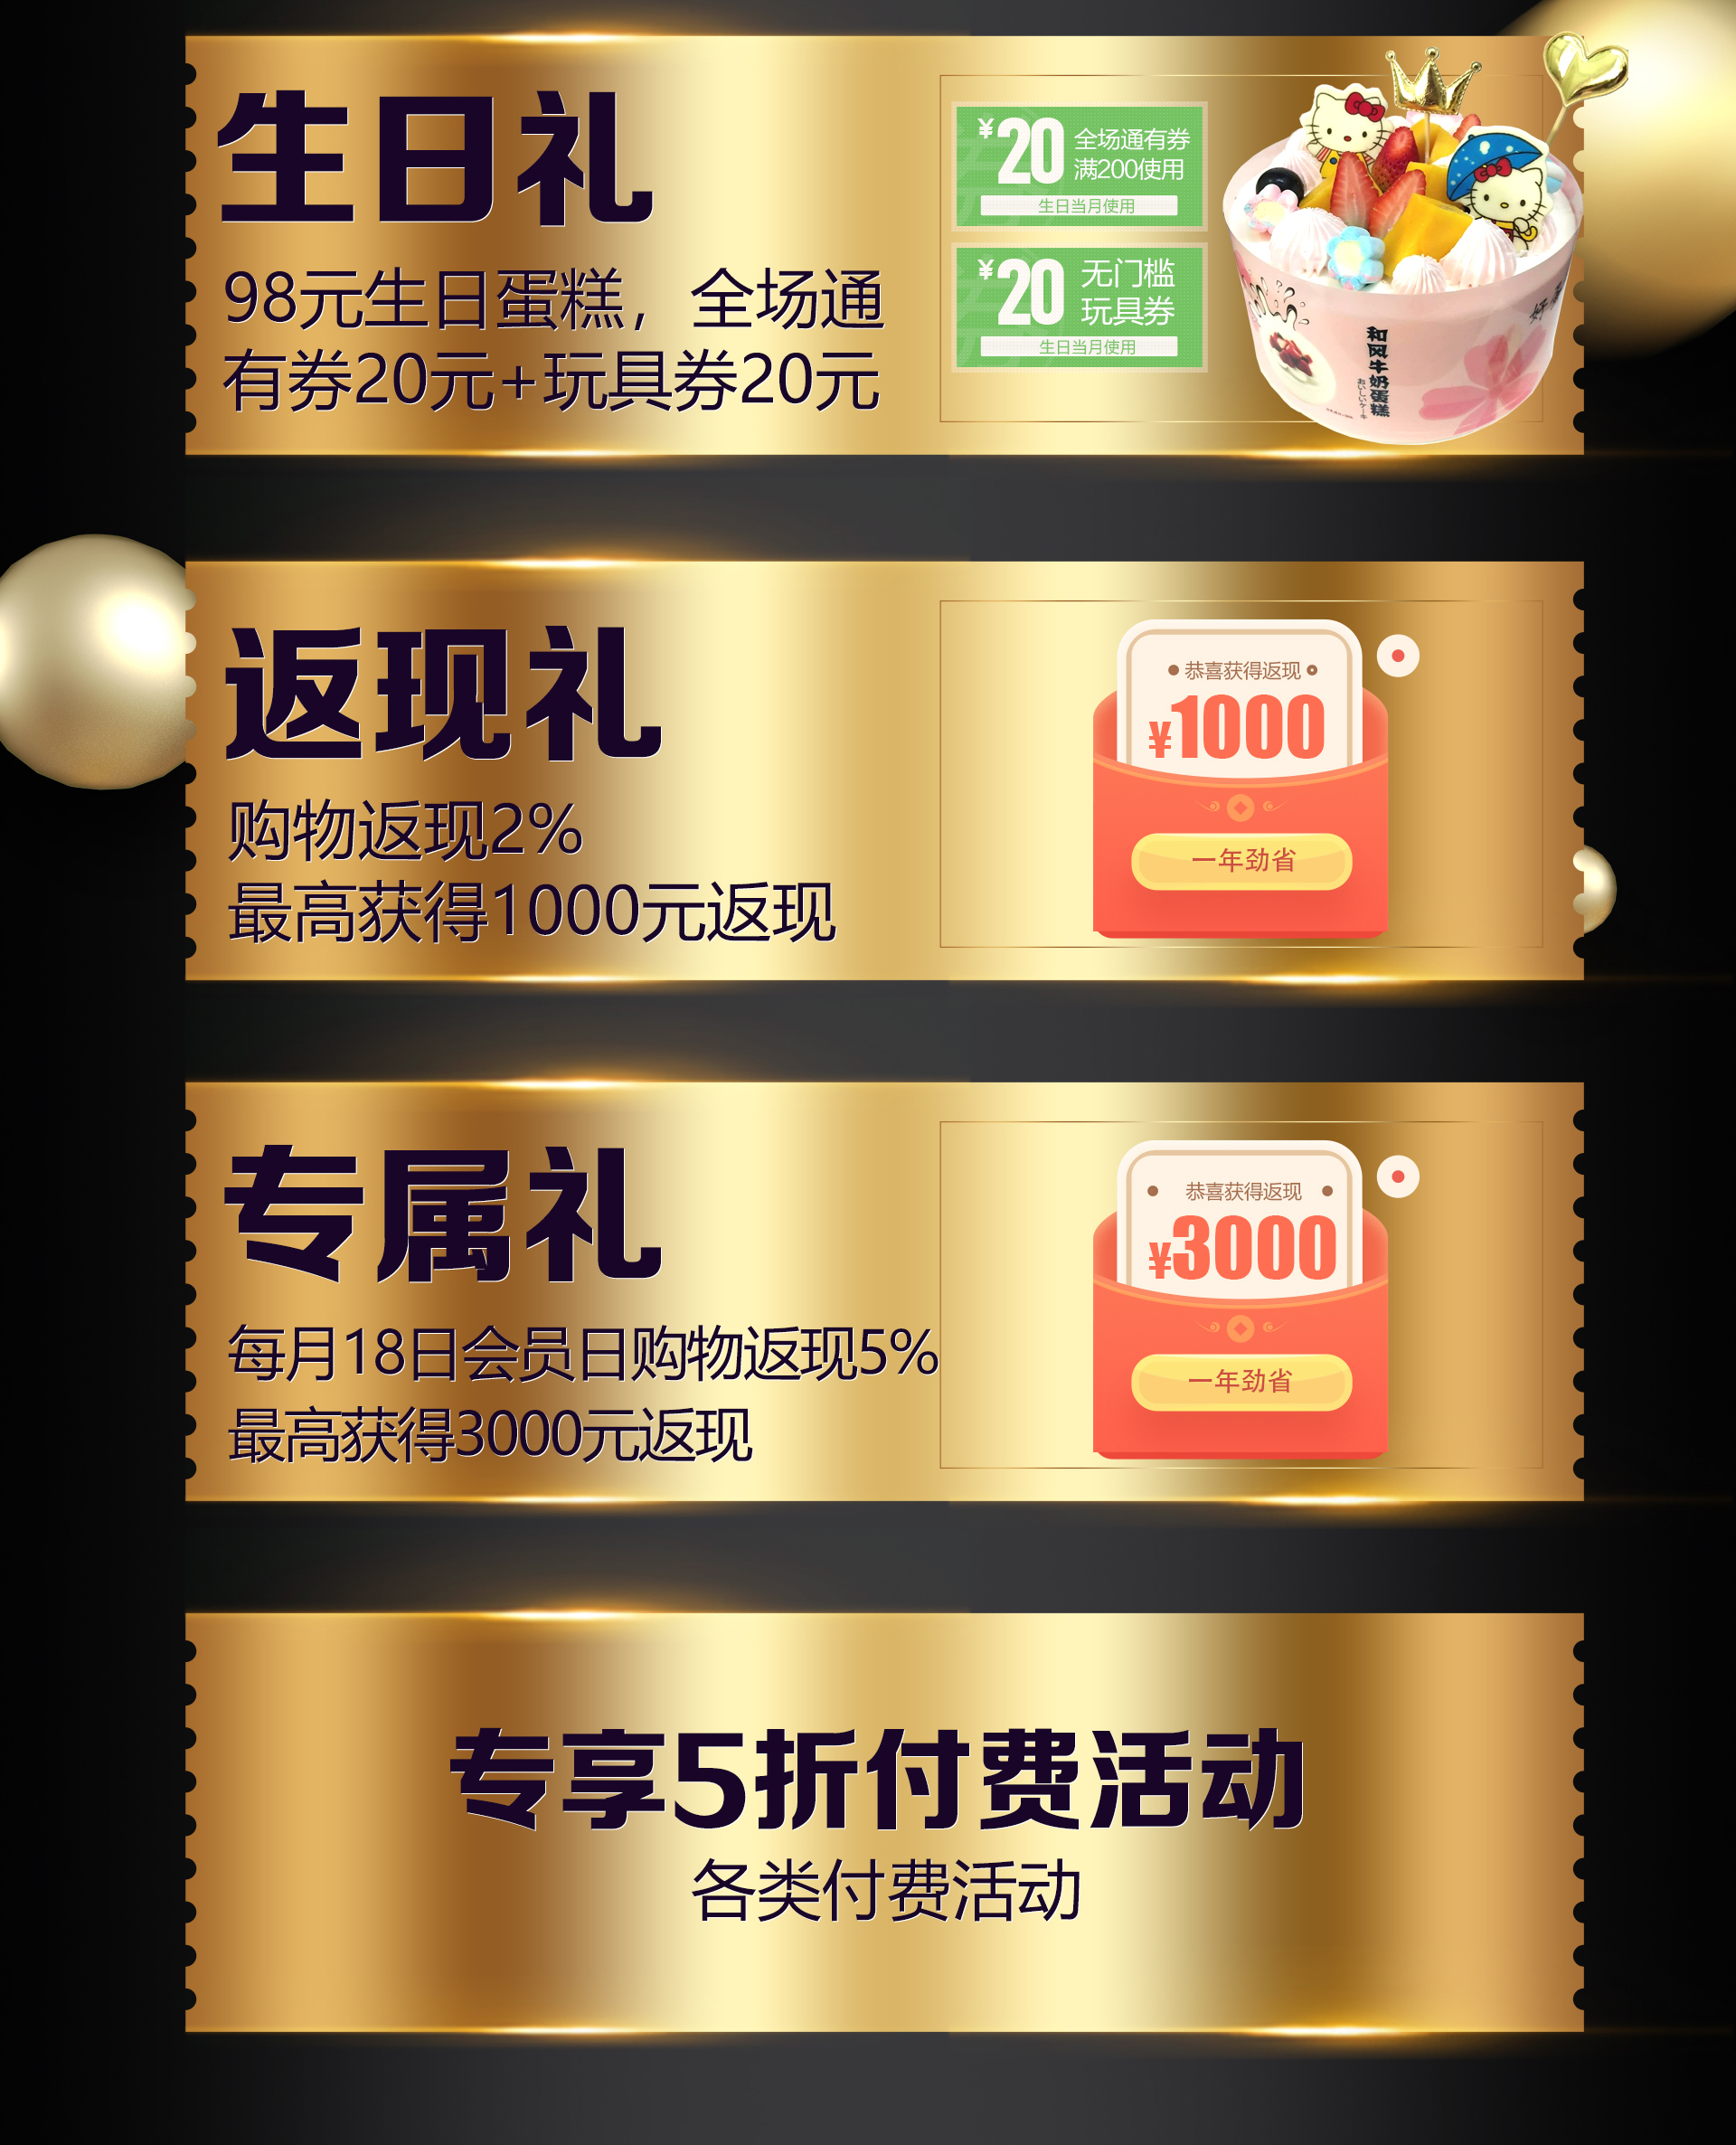 生日礼
98元生日蛋糕，全场通
有券20元+玩具券20元
¥20 全场通有券
满200使用
生日当月使用
¥20 无门槛
玩具券
生日当月使用
和风牛奶蛋糕
おいしいケーキ
返现礼
购物返现2%
最高获得1000元返现
恭喜获得返现
¥1000
一年劲省
专属礼
每月18日会员日购物返现5%
最高获得3000元返现
恭喜获得返现
¥3000
一年劲省
专享5折付费活动
各类付费活动